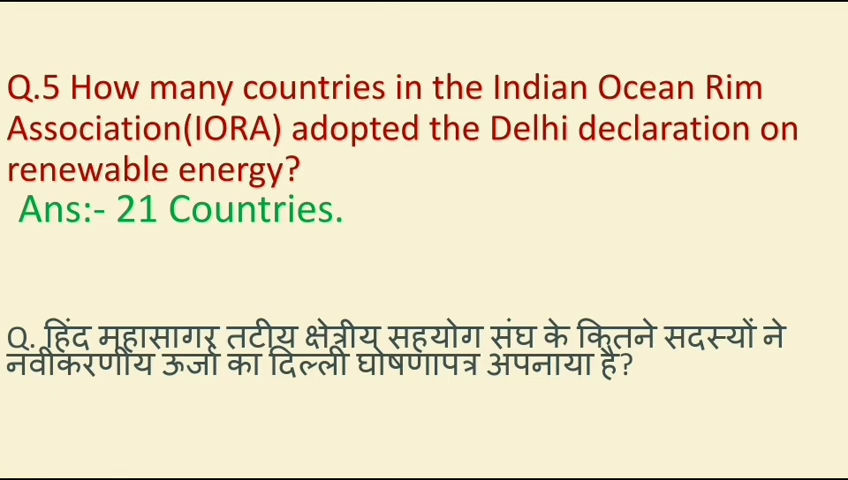 Q.5 How many countries in the Indian Ocean Rim
Association(IORA) adopted the Delhi declaration on
renewable energy?
Ans:- 21 Countries.
Q. हिंद महासागर तटीय क्षेत्रीय सहयोग संघ के कितने सदस्यों ने
नवीकरणीय ऊर्जा का दिल्ली घोषणापत्र अपनाया है?